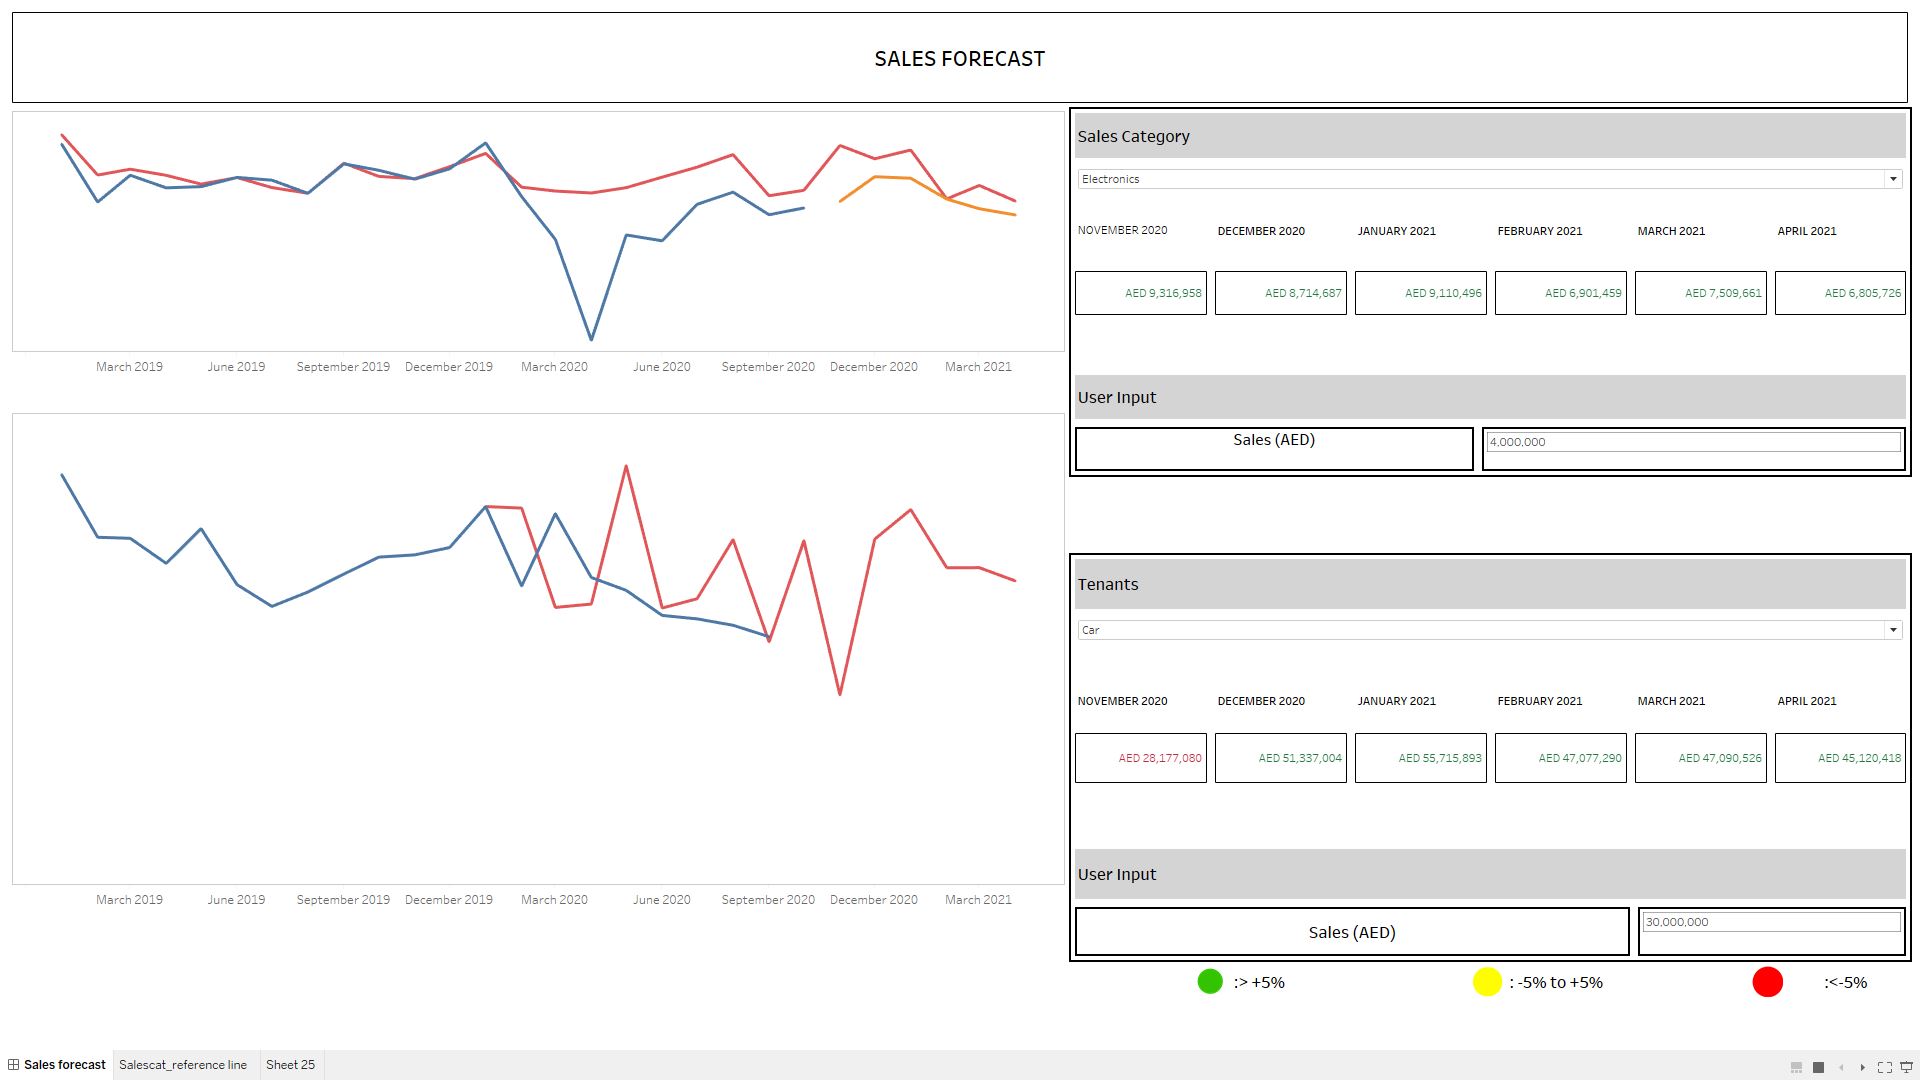 SALES FORECAST
March 2019 June 2019 September 2019 December 2019 March 2020 June 2020 September 2020 December 2020 March 2021
March 2019 June 2019 September 2019 December 2019 March 2020 June 2020 September 2020 December 2020 March 2021
Sales Category
Electronics
NOVEMBER 2020 DECEMBER 2020 JANUARY 2021 FEBRUARY 2021 MARCH 2021 APRIL 2021
AED 9,316,958 AED 8,714,687 AED 9,110,496 AED 6,901,459 AED 7,509,661 AED 6,805,726
User Input
Sales (AED) 4,000,000
Tenants
Car
NOVEMBER 2020 DECEMBER 2020 JANUARY 2021 FEBRUARY 2021 MARCH 2021 APRIL 2021
AED 28,177,080 AED 51,337,004 AED 55,715,893 AED 47,077,290 AED 47,090,526 AED 45,120,418
User Input
Sales (AED) 30,000,000
:> +5% : -5% to +5% :<-5%
Sales forecast Salescat_reference line Sheet 25